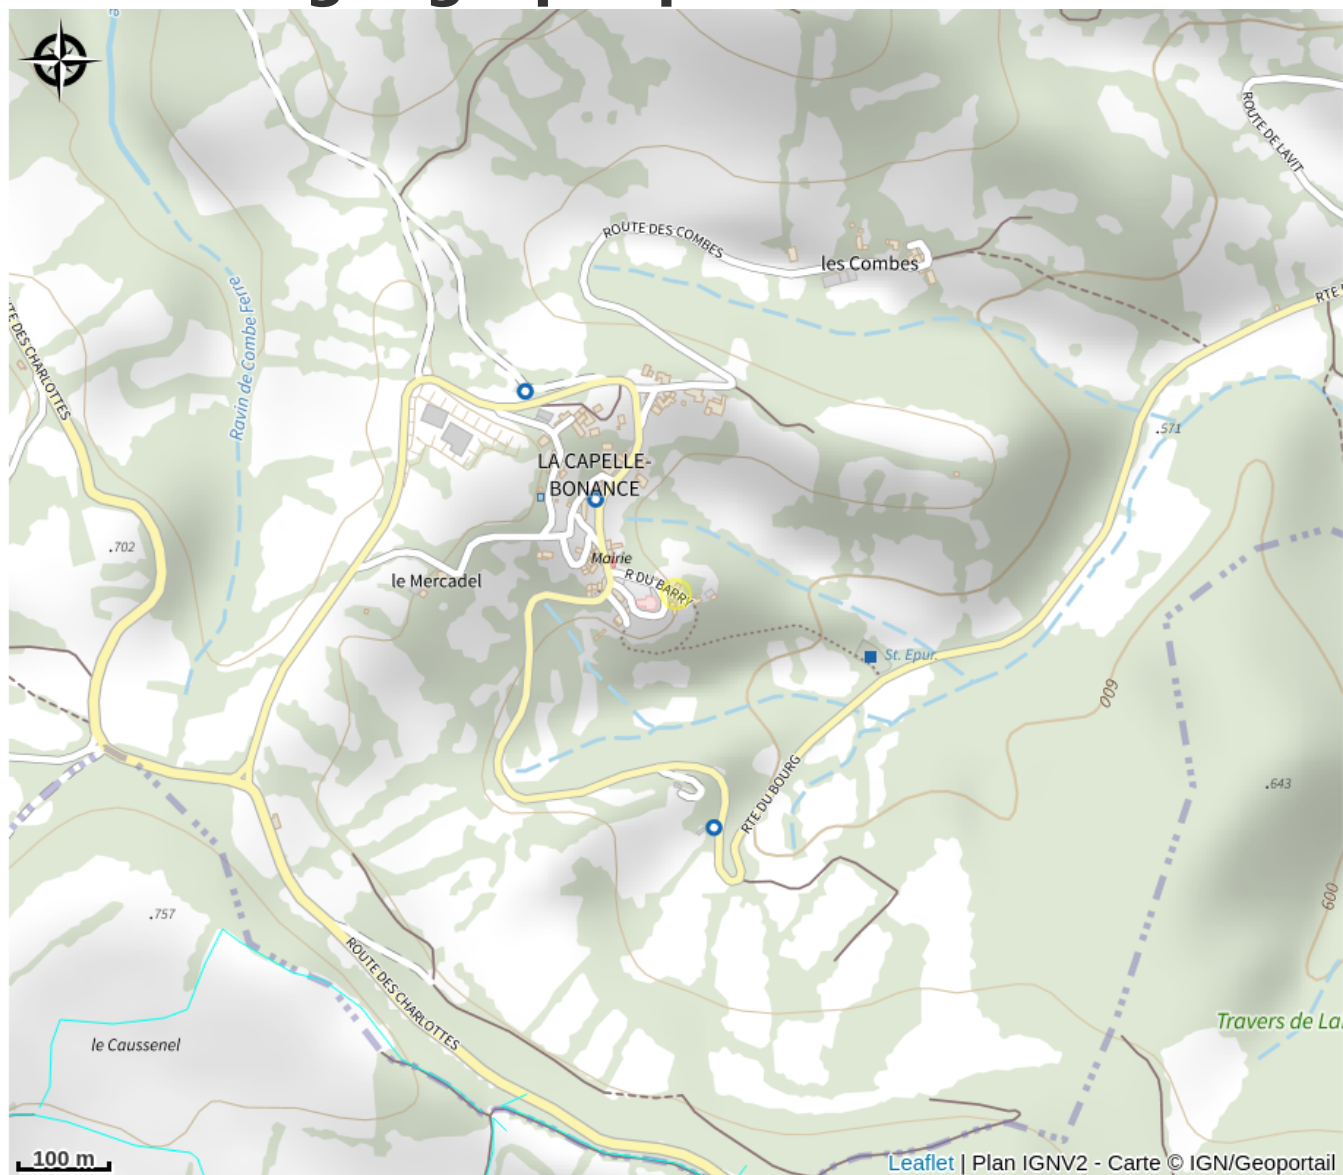 ROUTE DE LAVIT
ROUTE DES COMBES
les Combes
RTE
TE DES CHARLOTTES
Ravin de Combe Ferre
.571
LA CAPELLE-
BONANCE
.702
Mairie
le Mercadel
R DU BARRY
St. Epur.
600
.643
RTE DU BOURG
600
.757
ROUTE DES CHARLOTTES
Travers de La
le Caussenel
100 m
Leaflet | Plan IGNV2 - Carte © IGN/Geoportail